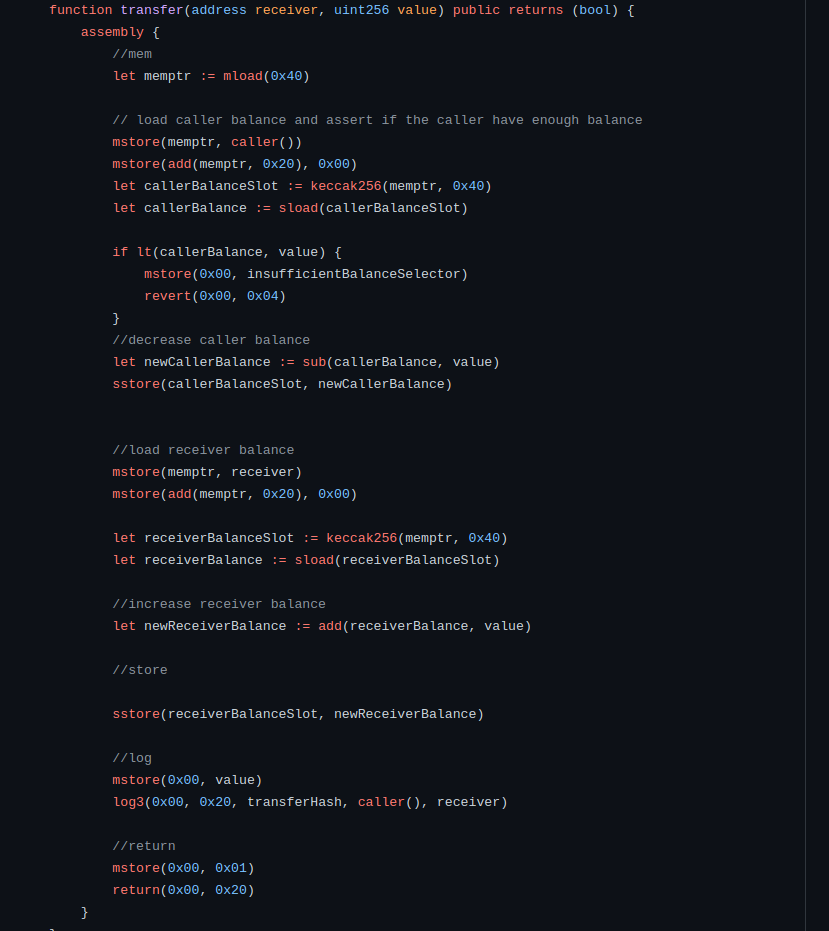 function transfer(address receiver, uint256 value) public returns (bool) {
assembly {
//mem
let memptr := mload(0x40)
// load caller balance and assert if the caller have enough balance
mstore(memptr, caller())
mstore(add(memptr, 0x20), 0x00)
let callerBalanceSlot := keccak256(memptr, 0x40)
let callerBalance := sload(callerBalanceSlot)
if lt(callerBalance, value) {
mstore(0x00, insufficientBalanceSelector)
revert(0x00, 0x04)
}
//decrease caller balance
let newCallerBalance := sub(callerBalance, value)
sstore(callerBalanceSlot, newCallerBalance)
//load receiver balance
mstore(memptr, receiver)
mstore(add(memptr, 0x20), 0x00)
let receiverBalanceSlot := keccak256(memptr, 0x40)
let receiverBalance := sload(receiverBalanceSlot)
//increase receiver balance
let newReceiverBalance := add(receiverBalance, value)
//store
sstore(receiverBalanceSlot, newReceiverBalance)
//log
mstore(0x00, value)
log3(0x00, 0x20, transferHash, caller(), receiver)
//return
mstore(0x00, 0x01)
return(0x00, 0x20)
}